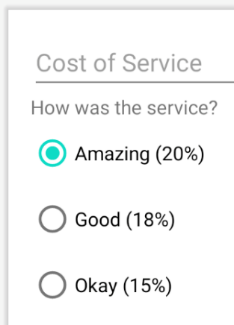 Cost of Service
How was the service?
Amazing (20%)
Good (18%)
Okay (15%)